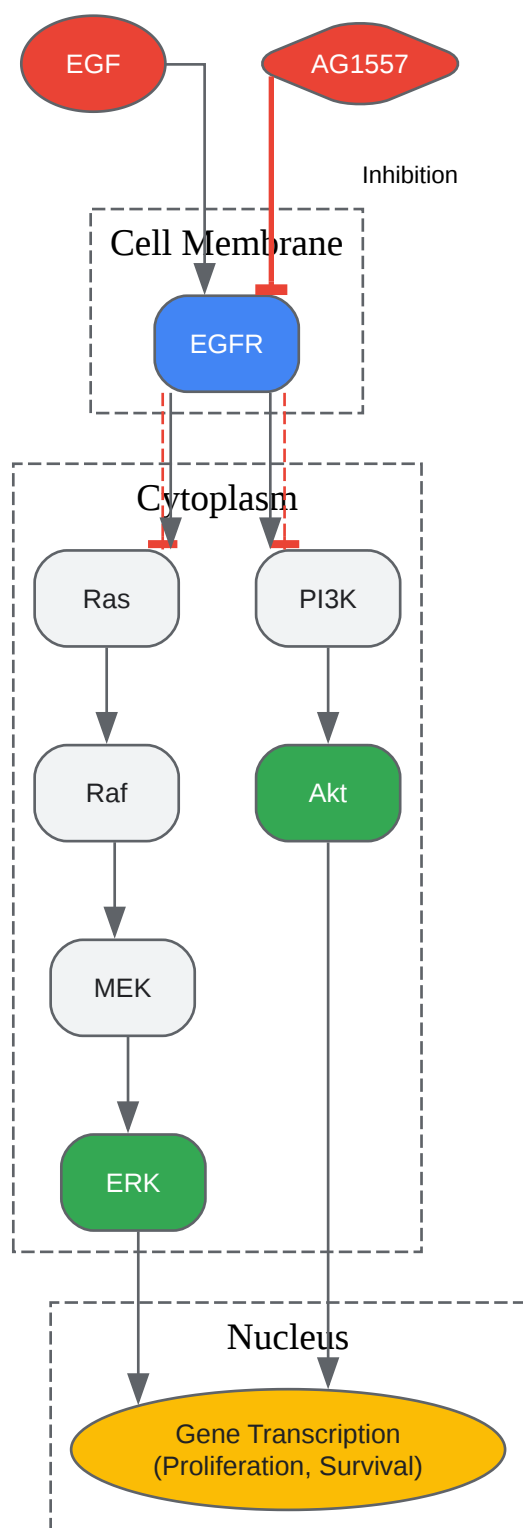 EGF
AG1557
Inhibition
Cell Membrane
EGFR
Cytoplasm
Ras
PI3K
Raf
Akt
MEK
ERK
Nucleus
Gene Transcription
(Proliferation, Survival)